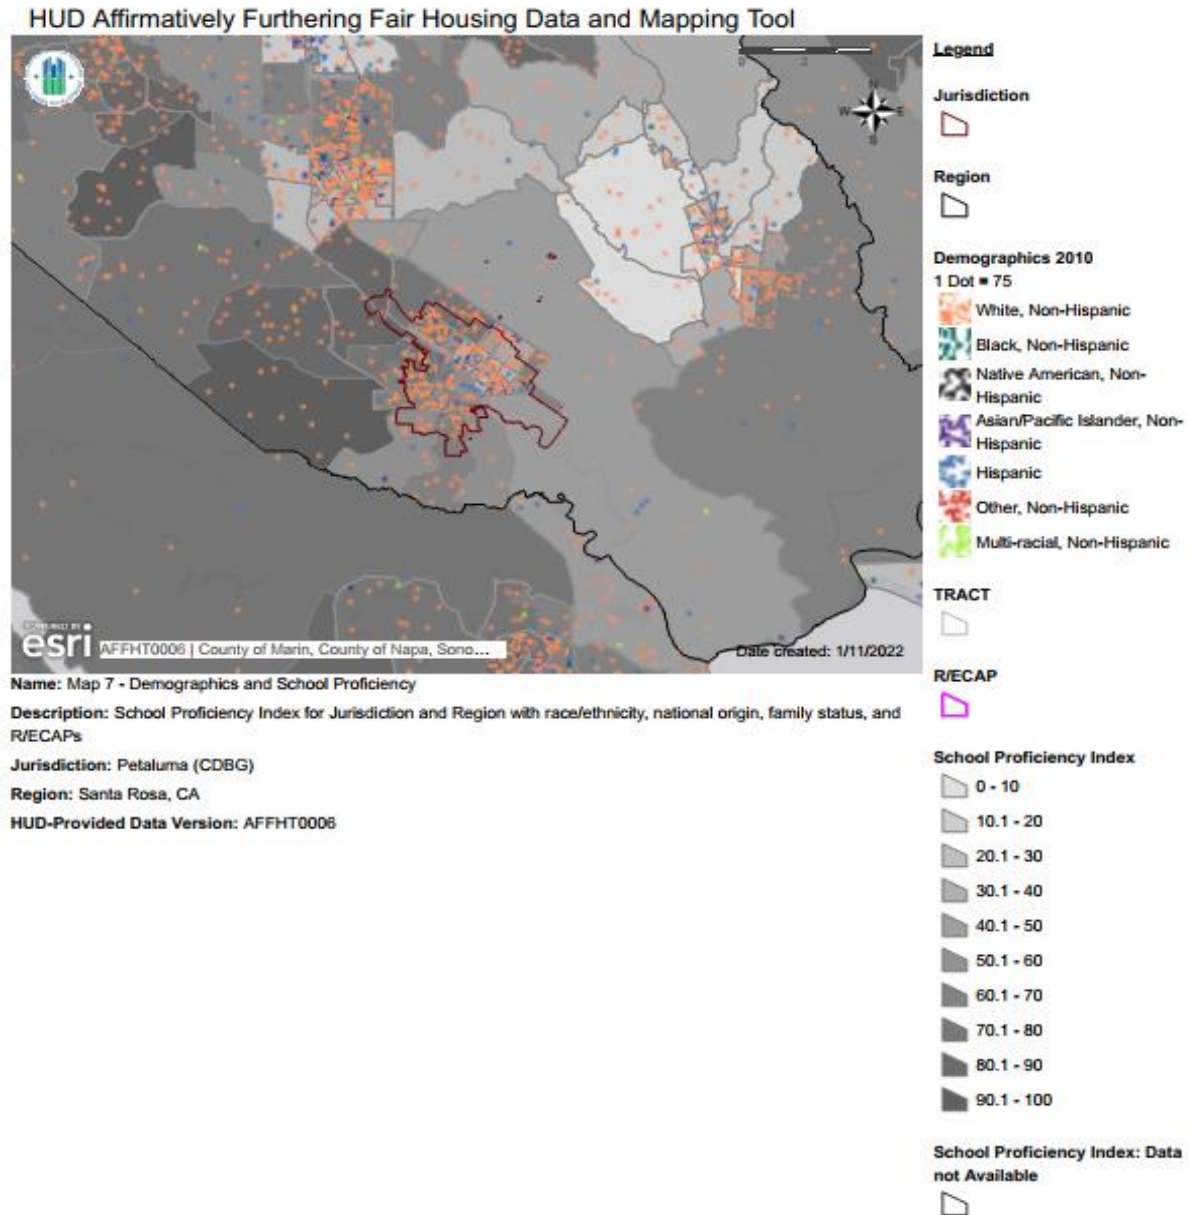 HUD Affirmatively Furthering Fair Housing Data and Mapping Tool
N
W
E
S
POWERED BY
esri
AFFHT0006 | County of Marin, County of Napa, Sono...
Date created: 1/11/2022
Name: Map 7 - Demographics and School Proficiency
Description: School Proficiency Index for Jurisdiction and Region with race/ethnicity, national origin, family status, and
R/ECAPs
Jurisdiction: Petaluma (CDBG)
Region: Santa Rosa, CA
HUD-Provided Data Version: AFFHT0006
Legend
Jurisdiction
Region
Demographics 2010
1 Dot = 75
White, Non-Hispanic
Black, Non-Hispanic
Native American, Non-
Hispanic
Asian/Pacific Islander, Non-
Hispanic
Hispanic
Other, Non-Hispanic
Multi-racial, Non-Hispanic
TRACT
R/ECAP
School Proficiency Index
0 - 10
10.1 - 20
20.1 - 30
30.1 - 40
40.1 - 50
50.1 - 60
60.1 - 70
70.1 - 80
80.1 - 90
90.1 - 100
School Proficiency Index: Data
not Available